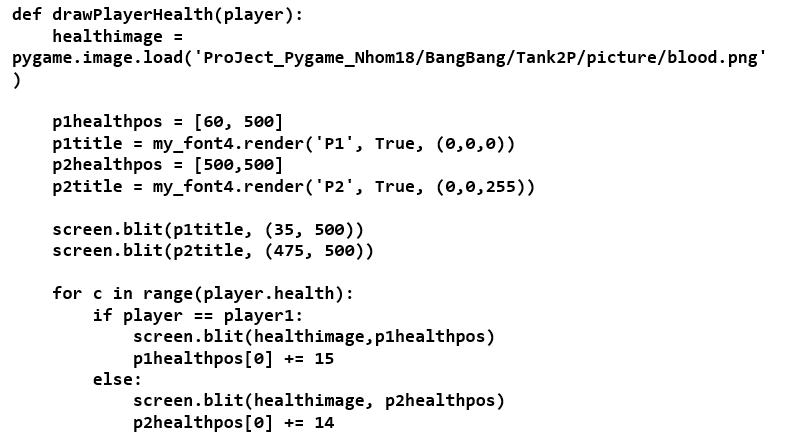 def drawPlayerHealth(player):
    healthimage =
pygame.image.load('ProJect_Pygame_Nhom18/BangBang/Tank2P/picture/blood.png'
)

    p1healthpos = [60, 500]
    p1title = my_font4.render('P1', True, (0,0,0))
    p2healthpos = [500,500]
    p2title = my_font4.render('P2', True, (0,0,255))

    screen.blit(p1title, (35, 500))
    screen.blit(p2title, (475, 500))

    for c in range(player.health):
        if player == player1:
            screen.blit(healthimage,p1healthpos)
            p1healthpos[0] += 15
        else:
            screen.blit(healthimage, p2healthpos)
            p2healthpos[0] += 14